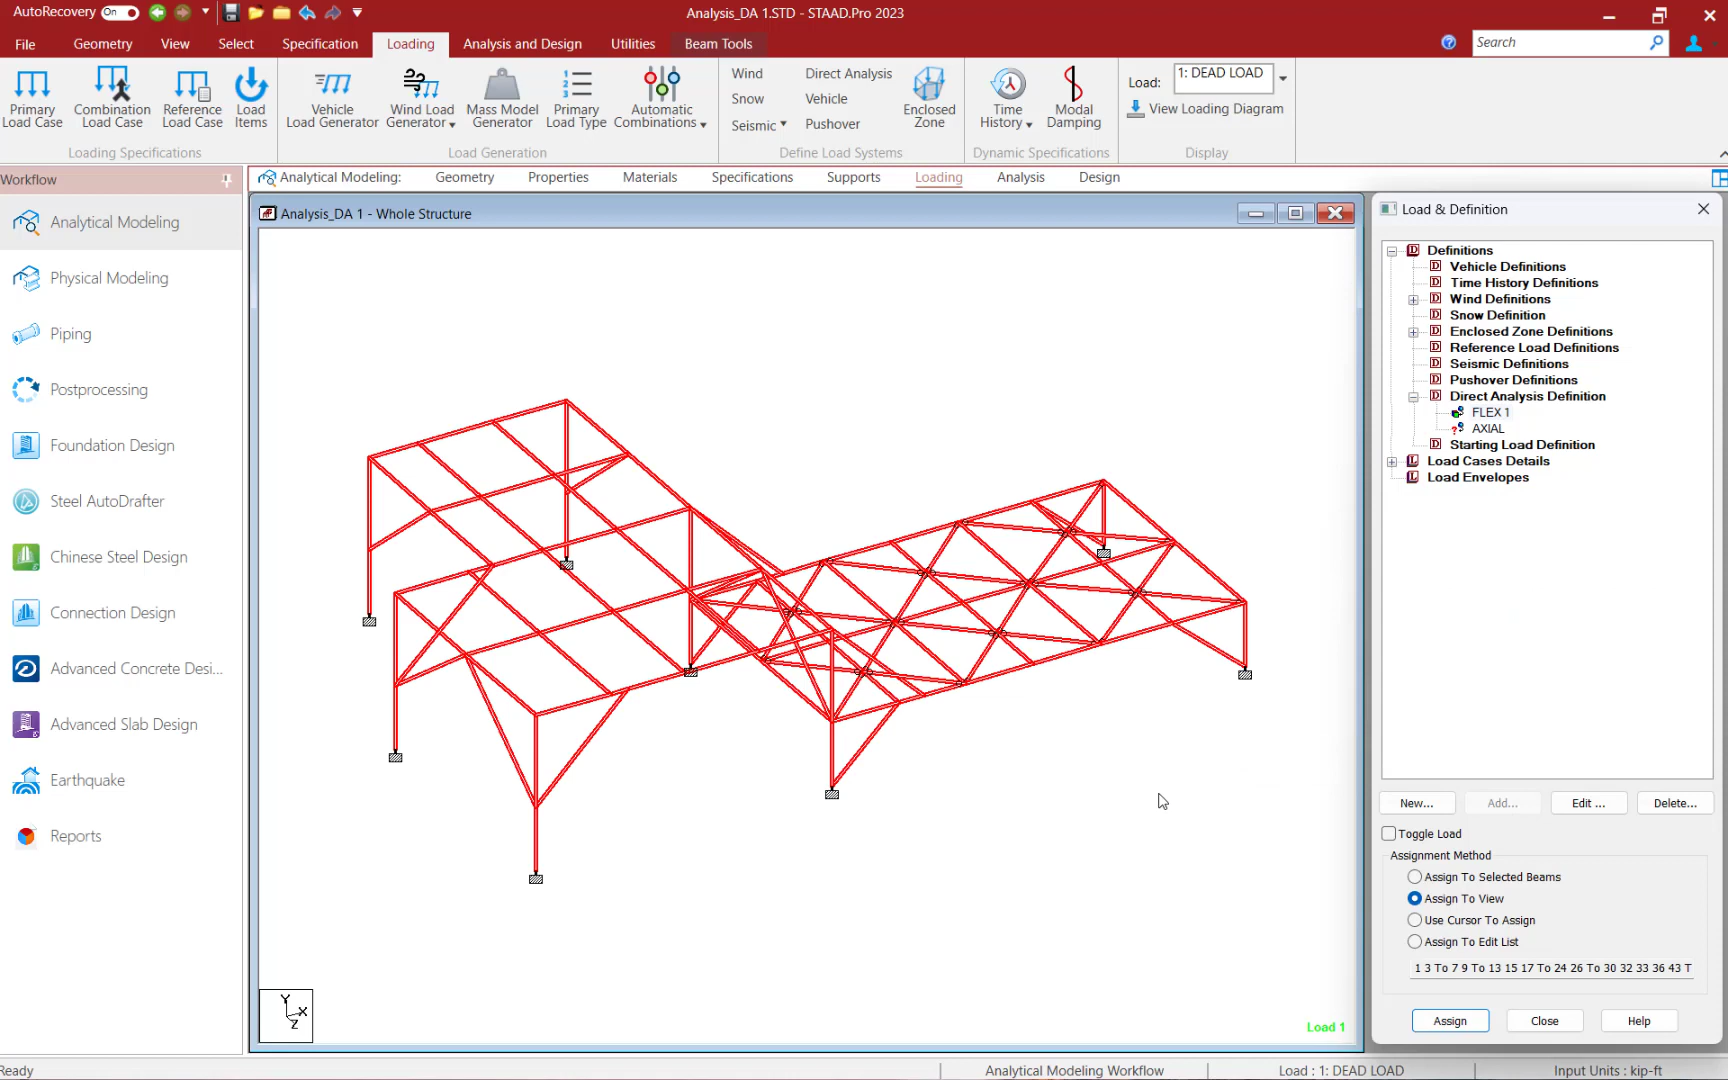 AutoRecovery On
Analysis_DA 1.STD - STAAD.Pro 2023
File Geometry View Select Specification Loading Analysis and Design Utilities Beam Tools
Search
Primary Load Case
Combination Load Case
Reference Load Case
Load Items
Loading Specifications
Vehicle Load Generator
Wind Load Generator
Mass Model Generator
Primary Load Type
Automatic Combinations
Load Generation
Wind
Snow
Seismic
Direct Analysis
Vehicle
Pushover
Enclosed Zone
Define Load Systems
Time History
Modal Damping
Dynamic Specifications
Load: 1: DEAD LOAD
View Loading Diagram
Display
Workflow
Analytical Modeling: Geometry Properties Materials Specifications Supports Loading Analysis Design
Analytical Modeling
Physical Modeling
Piping
Postprocessing
Foundation Design
Steel AutoDrafter
Chinese Steel Design
Connection Design
Advanced Concrete Desi...
Advanced Slab Design
Earthquake
Reports
Analysis_DA 1 - Whole Structure
Y
X
Z
Load 1
Load & Definition
Definitions
Vehicle Definitions
Time History Definitions
Wind Definitions
Snow Definition
Enclosed Zone Definitions
Reference Load Definitions
Seismic Definitions
Pushover Definitions
Direct Analysis Definition
FLEX 1
AXIAL
Starting Load Definition
Load Cases Details
Load Envelopes
New... Add... Edit ... Delete...
Toggle Load
Assignment Method
Assign To Selected Beams
Assign To View
Use Cursor To Assign
Assign To Edit List
1 3 To 7 9 To 13 15 17 To 24 26 To 30 32 33 36 43 T
Assign Close Help
Ready
Analytical Modeling Workflow
Load : 1: DEAD LOAD
Input Units : kip-ft